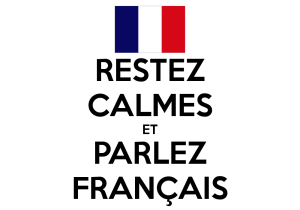 RESTEZ
CALMES
ET
PARLEZ
FRANÇAIS